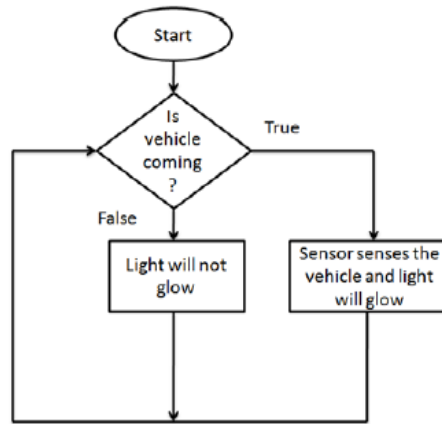 Start
Is
vehicle
coming
?
True
False
Light will not
glow
Sensor senses the
vehicle and light
will glow